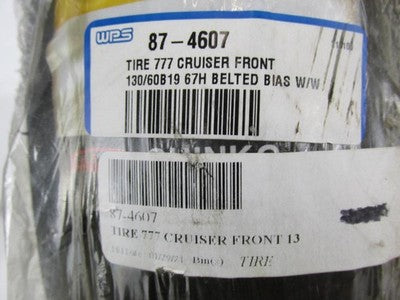 WPS 87-4607
TIRE 777 CRUISER FRONT
130/60B19 67H BELTED BIAS W/W
87-4607
TIRE 777 CRUISER FRONT 13
Bin() TIRE